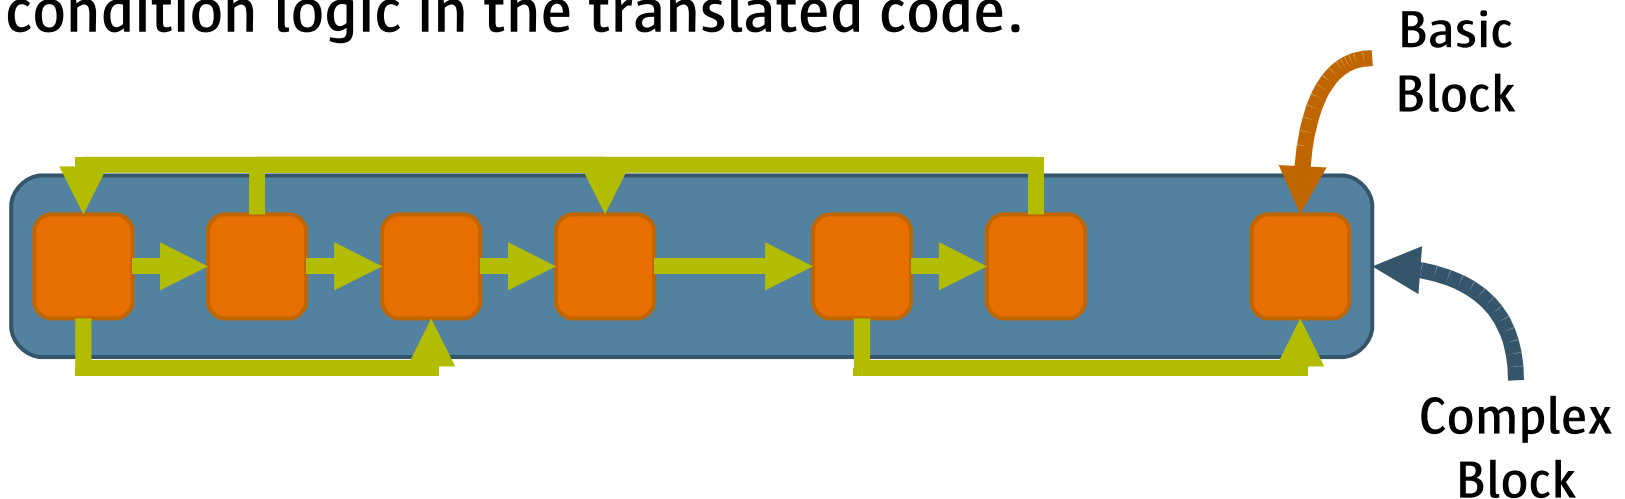 condition logic in the translated code.
Basic
Block
Complex
Block